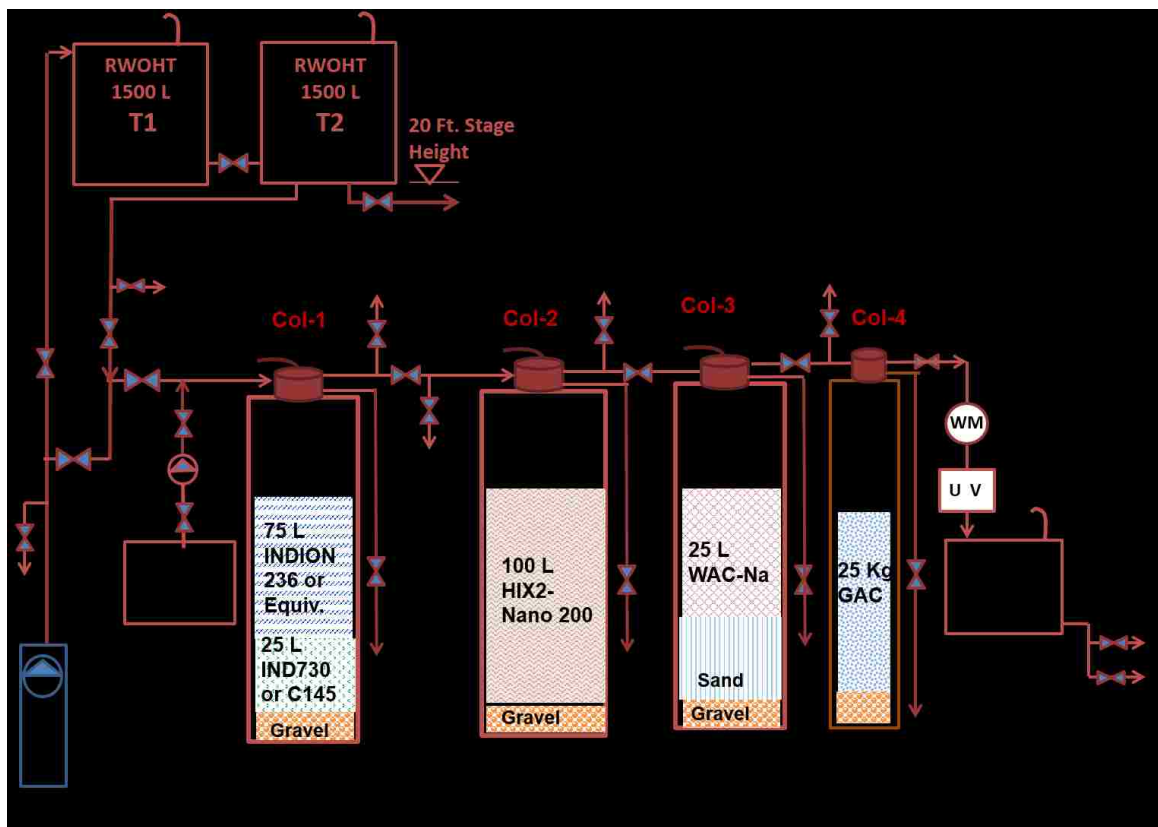 RWOHT
1500 L
T1
RWOHT
1500 L
T2
20 Ft. Stage
Height
Col-1
Col-2
Col-3
Col-4
75 L
INDION
236 or
Equiv.
25 L
IND730
or C145
Gravel
100 L
HIX2-
Nano 200
Gravel
25 L
WAC-Na
Sand
Gravel
25 Kg
GAC
WM
U V